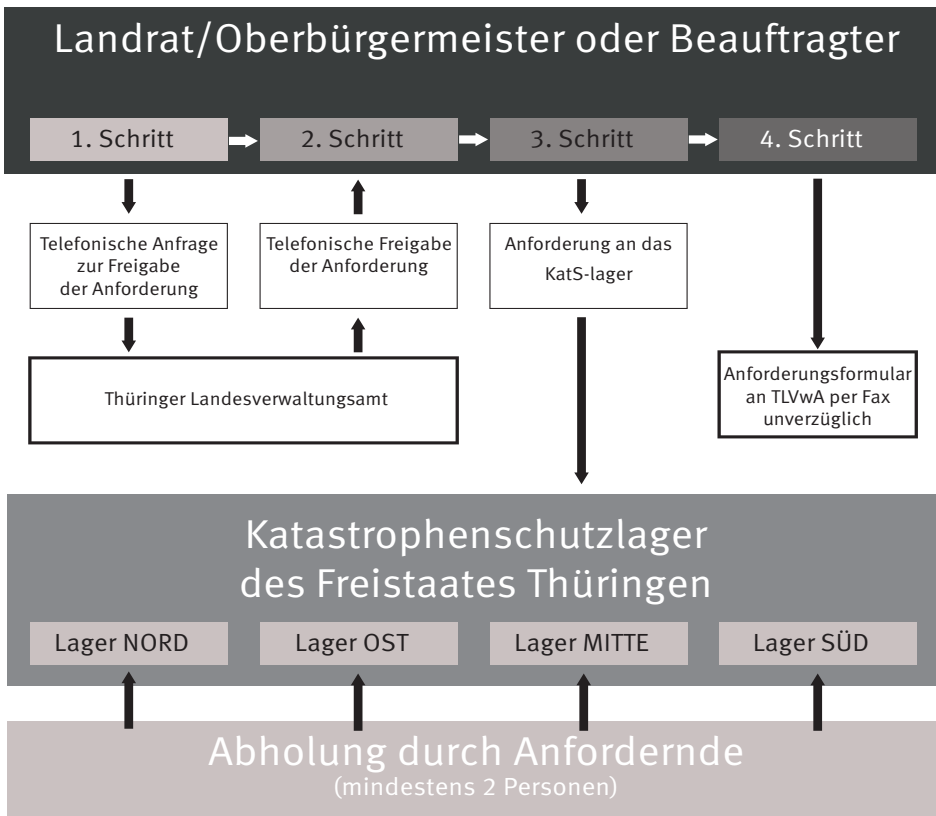 Landrat/Oberbürgermeister oder Beauftragter
1. Schritt
2. Schritt
3. Schritt
4. Schritt
Telefonische Anfrage
zur Freigabe
der Anforderung
Telefonische Freigabe
der Anforderung
Anforderung an das
KatS-lager
Thüringer Landesverwaltungsamt
Anforderungsformular
an TLVwA per Fax
unverzüglich
Katastrophenschutzlager
des Freistaates Thüringen
Lager NORD
Lager OST
Lager MITTE
Lager SÜD
Abholung durch Anfordernde
(mindestens 2 Personen)